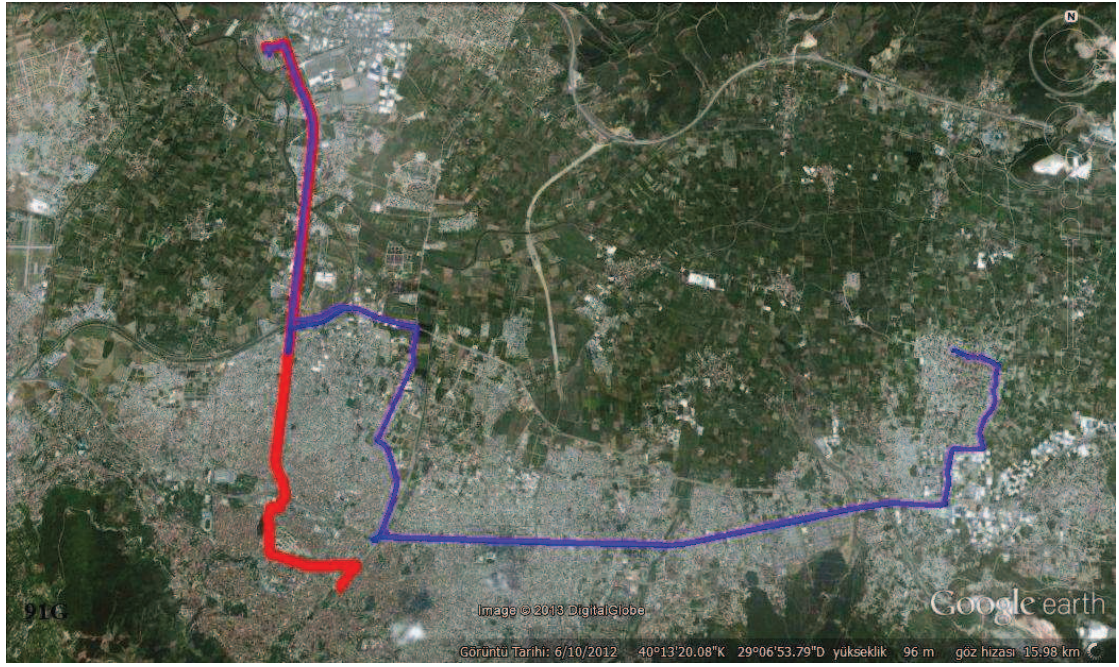 N
91G
Image © 2013 DigitalGlobe
Google earth
Görüntü Tarihi: 6/10/2012 40°13'20.08"K 29°06'53.79"D yükseklik 96 m göz hizası 15.98 km